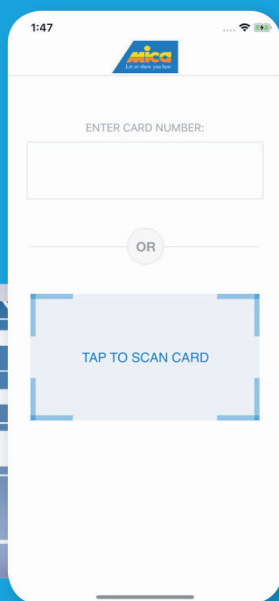 1:47
mica
Let us show you how
ENTER CARD NUMBER:
OR
TAP TO SCAN CARD